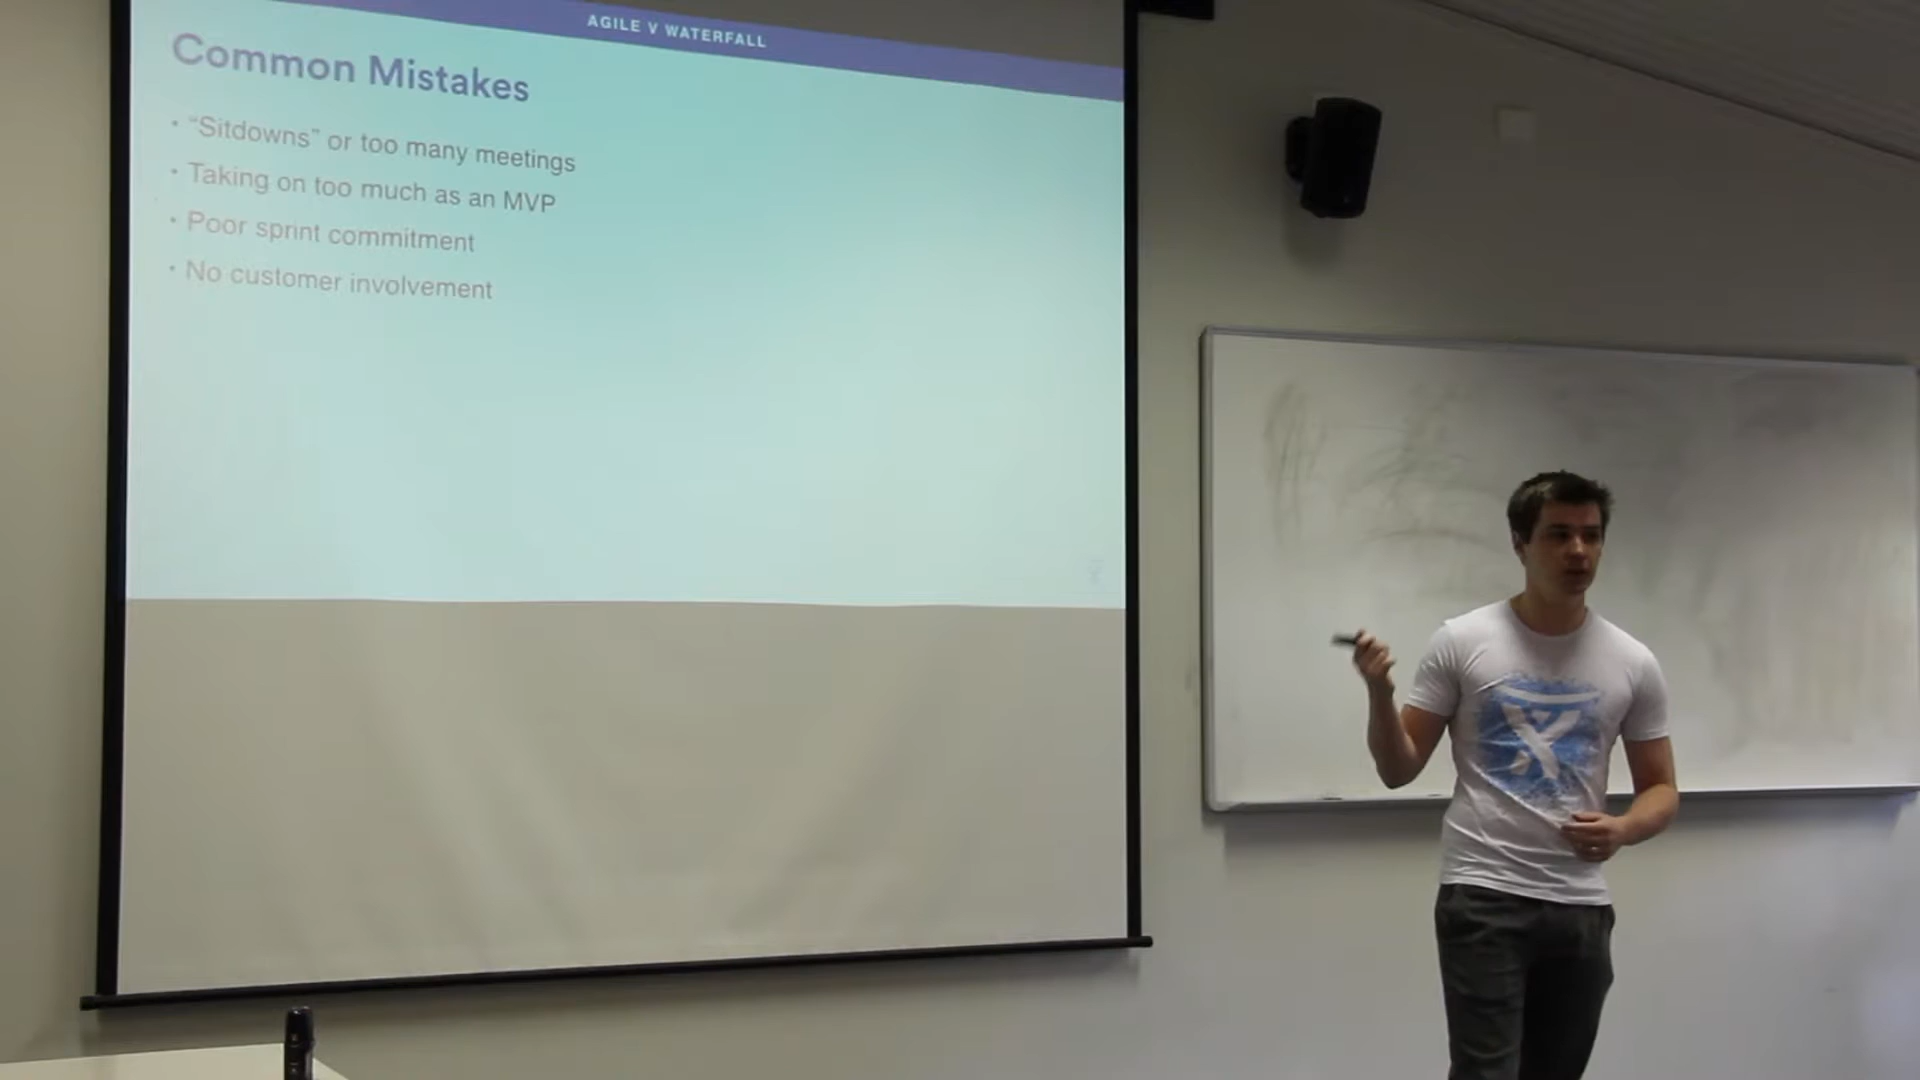 AGILE V WATERFALL
Common Mistakes
• “Sitdowns” or too many meetings
• Taking on too much as an MVP
• Poor sprint commitment
• No customer involvement